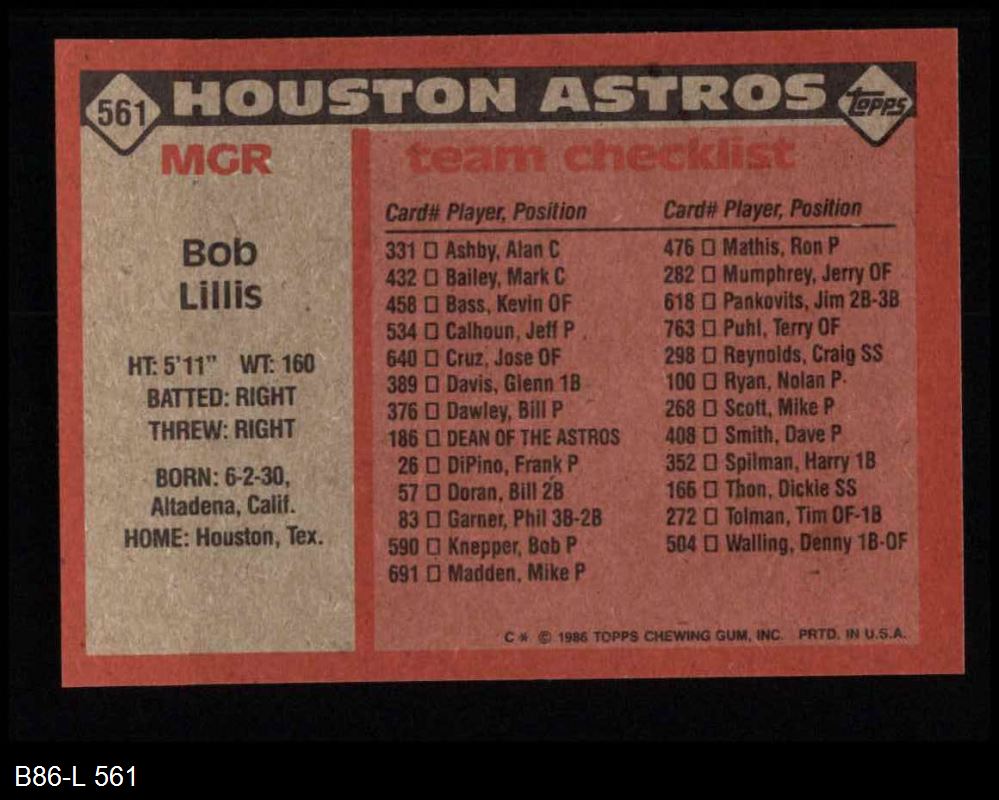 561 HOUSTON ASTROS topps
MGR
Bob
Lillis
HT: 5'11" WT: 160
BATTED: RIGHT
THREW: RIGHT
BORN: 6-2-30,
Altadena, Calif.
HOME: Houston, Tex.
team checklist
Card# Player, Position
331 □ Ashby, Alan C
432 □ Bailey, Mark C
458 □ Bass, Kevin OF
534 □ Calhoun, Jeff P
640 □ Cruz, Jose OF
389 □ Davis, Glenn 1B
376 □ Dawley, Bill P
186 □ DEAN OF THE ASTROS
26 □ DiPino, Frank P
57 □ Doran, Bill 2B
83 □ Garner, Phil 3B-2B
590 □ Knepper, Bob P
691 □ Madden, Mike P
Card# Player, Position
476 □ Mathis, Ron P
282 □ Mumphrey, Jerry OF
618 □ Pankovits, Jim 2B-3B
763 □ Puhl, Terry OF
298 □ Reynolds, Craig SS
100 □ Ryan, Nolan P
268 □ Scott, Mike P
408 □ Smith, Dave P
352 □ Spilman, Harry 1B
166 □ Thon, Dickie SS
272 □ Tolman, Tim OF-1B
504 □ Walling, Denny 1B-OF
C * © 1986 TOPPS CHEWING GUM, INC. PRTD. IN U.S.A.
B86-L 561